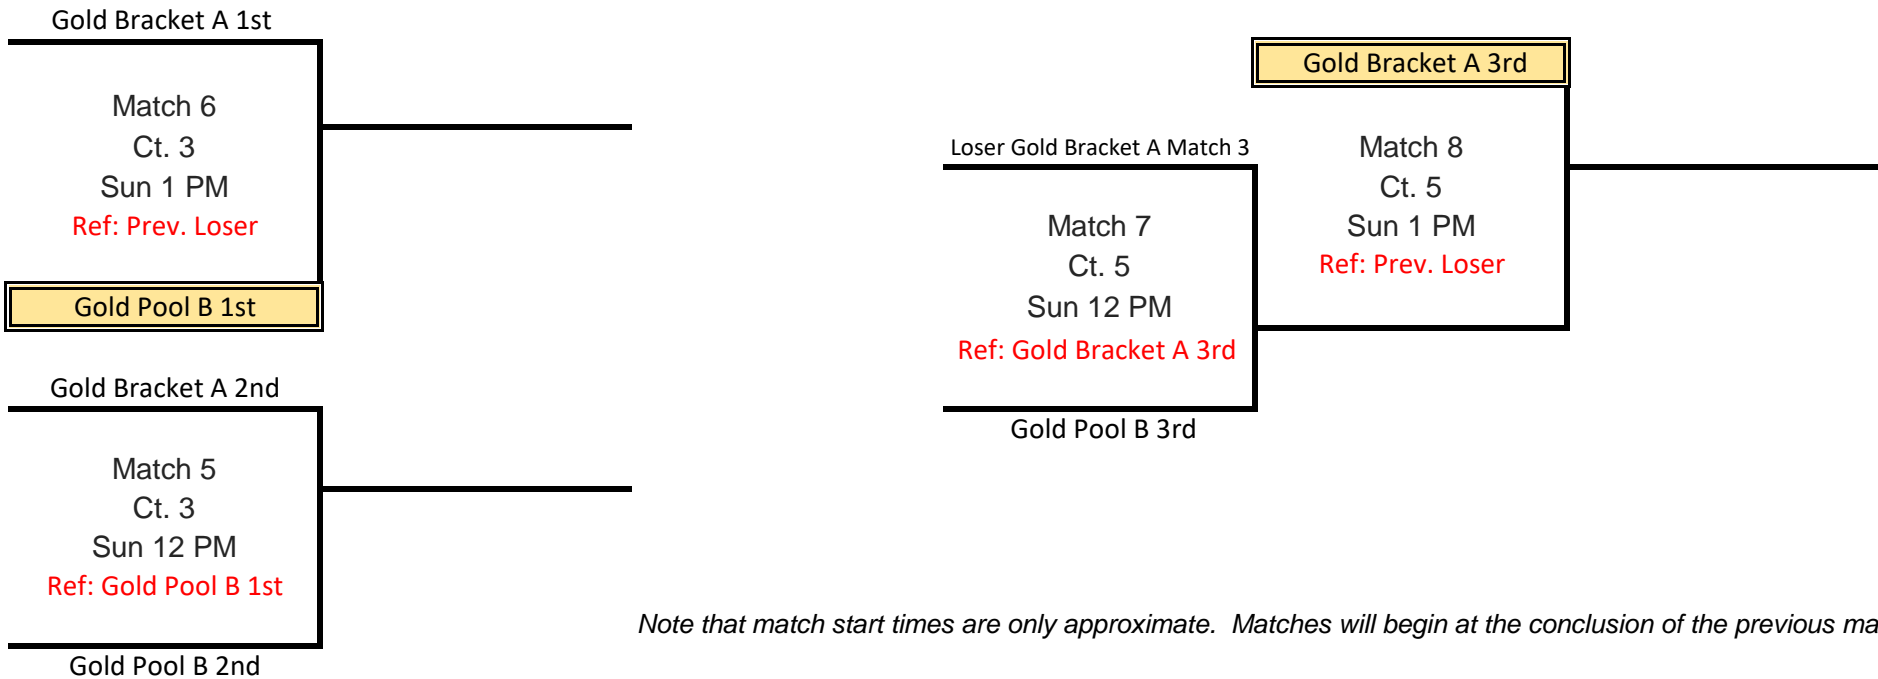 Gold Bracket A 1st
Match 6
Ct. 3
Sun 1 PM
Ref: Prev. Loser
Gold Pool B 1st
Gold Bracket A 2nd
Match 5
Ct. 3
Sun 12 PM
Ref: Gold Pool B 1st
Gold Pool B 2nd
Gold Bracket A 3rd
Loser Gold Bracket A Match 3
Match 8
Ct. 5
Sun 1 PM
Ref: Prev. Loser
Match 7
Ct. 5
Sun 12 PM
Ref: Gold Bracket A 3rd
Gold Pool B 3rd
Note that match start times are only approximate.  Matches will begin at the conclusion of the previous ma